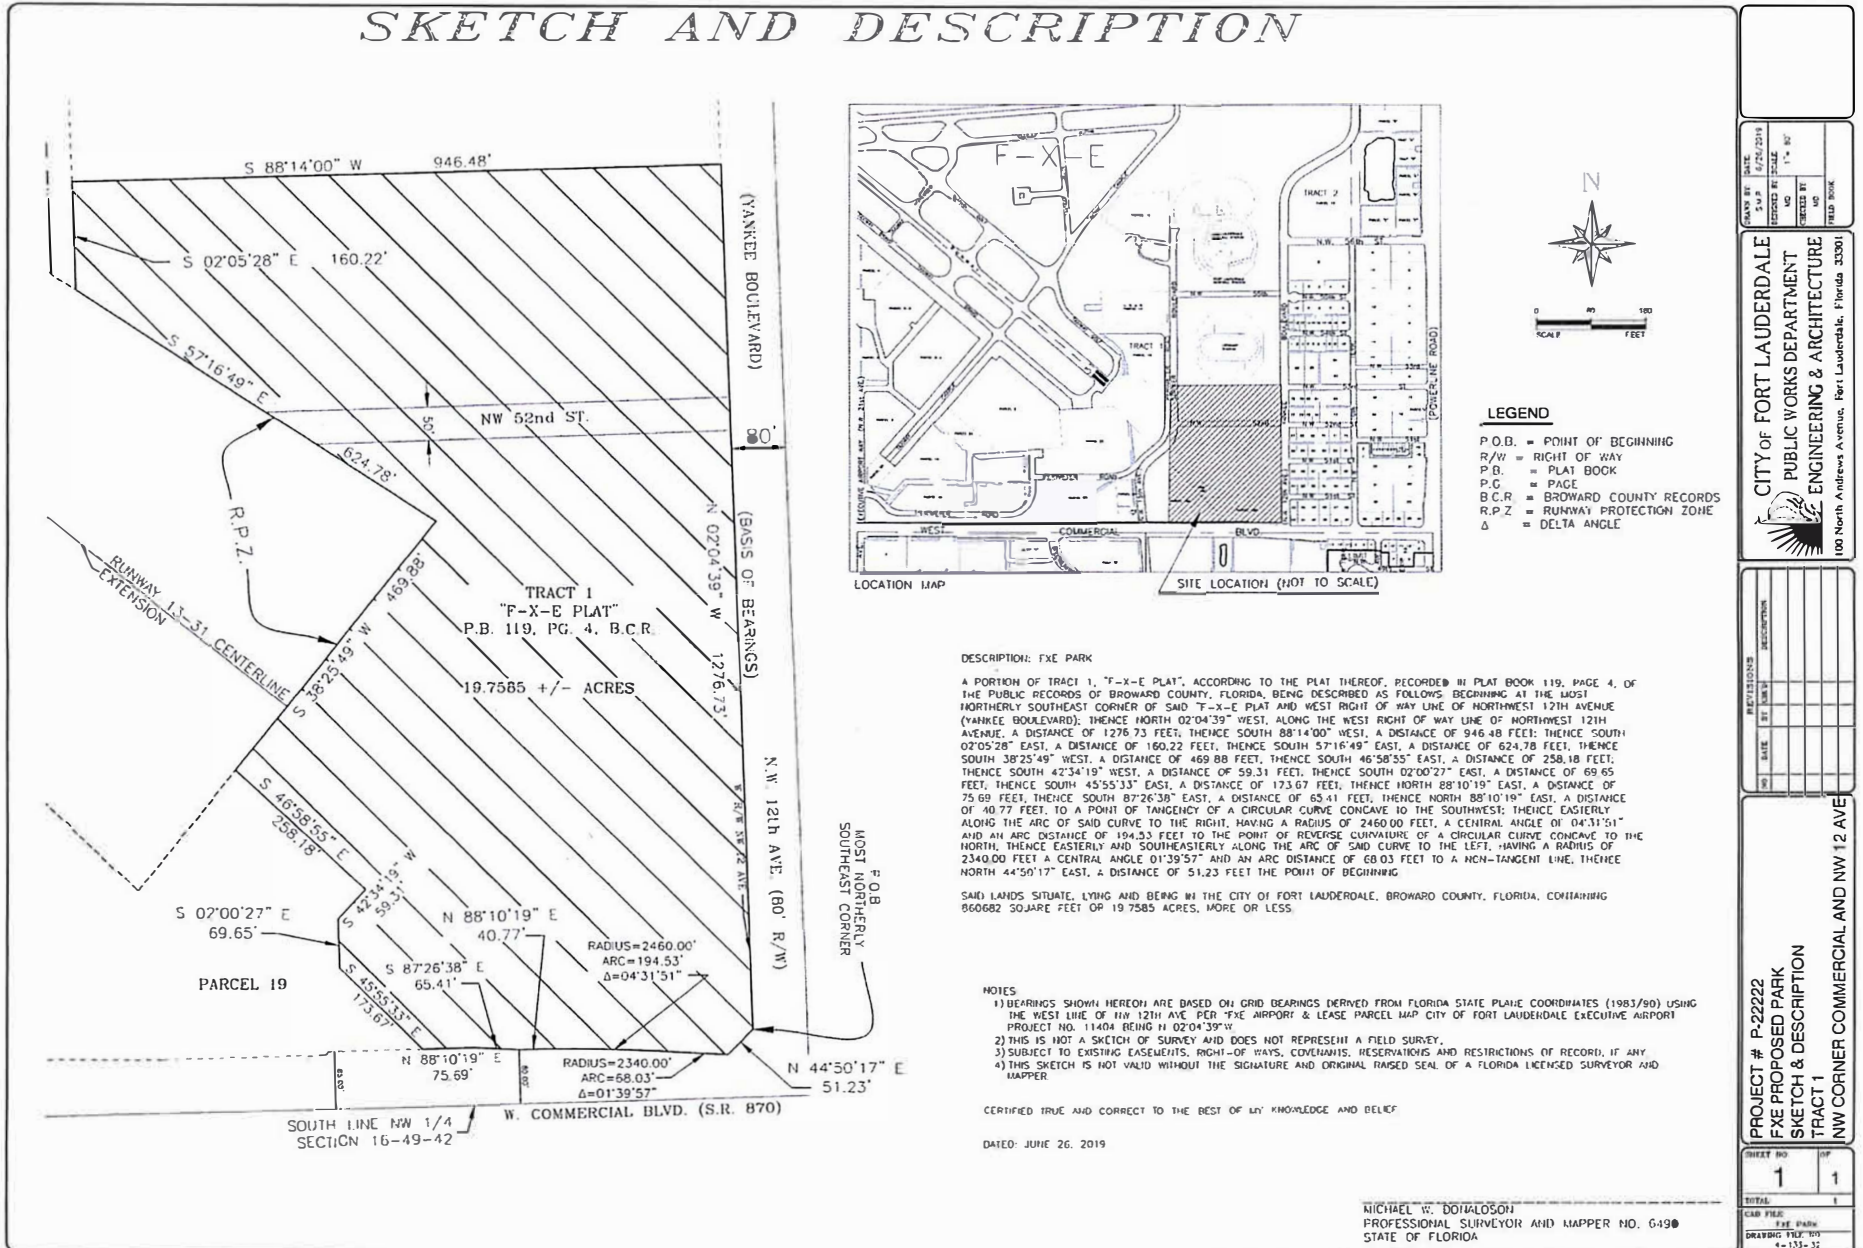 SKETCH AND DESCRIPTION
S 88°14'00" W 946.48'
S 02°05'28" E 160.22'
S 57°16'49" E
624.78'
NW 52nd ST.
50'
80'
(YANKEE BOULEVARD)
(BASIS OF BEARINGS)
N 02°04'39" W 1276.73'
R.P.Z.
RUNWAY 13-31 CENTERLINE
EXTENSION
S 38°25'49" W 469.88'
TRACT 1
"F-X-E PLAT"
P.B. 119, PG. 4, B.C.R.
19.7585 +/- ACRES
S 46°58'55" E
258.18'
S 42°34'19" W
59.31'
S 02°00'27" E
69.65'
PARCEL 19
S 45°55'33" E
173.67'
S 87°26'38" E
65.41'
N 88°10'19" E
40.77'
RADIUS=2460.00'
ARC=194.53'
Δ=04°31'51"
N 88°10'19" E
75.69'
RADIUS=2340.00'
ARC=68.03'
Δ=01°39'57"
N 44°50'17" E
51.23'
W R/W NW 12 AVE
N.W. 12th AVE. (80' R/W)
P.O.B
MOST NORTHERLY
SOUTHEAST CORNER
W. COMMERCIAL BLVD. (S.R. 870)
SOUTH LINE NW 1/4
SECTION 16-49-42
F-X-E
TRACT 2
TRACT 1
N.W. 56th ST.
(POWERLINE ROAD)
WEST COMMERCIAL BLVD.
LOCATION MAP
SITE LOCATION (NOT TO SCALE)
N
0 80 160
SCALE FEET
LEGEND
P.O.B. = POINT OF BEGINNING
R/W = RIGHT OF WAY
P.B. = PLAT BOOK
P.G = PAGE
B.C.R = BROWARD COUNTY RECORDS
R.P.Z = RUNWAY PROTECTION ZONE
Δ = DELTA ANGLE
DESCRIPTION: FXE PARK
A PORTION OF TRACT 1, "F-X-E PLAT", ACCORDING TO THE PLAT THEREOF, RECORDED IN PLAT BOOK 119, PAGE 4, OF
THE PUBLIC RECORDS OF BROWARD COUNTY, FLORIDA, BEING DESCRIBED AS FOLLOWS: BEGINNING AT THE MOST
NORTHERLY SOUTHEAST CORNER OF SAID "F-X-E PLAT AND WEST RIGHT OF WAY LINE OF NORTHWEST 12TH AVENUE
(YANKEE BOULEVARD); THENCE NORTH 02°04'39" WEST, ALONG THE WEST RIGHT OF WAY LINE OF NORTHWEST 12TH
AVENUE, A DISTANCE OF 1276.73 FEET; THENCE SOUTH 88°14'00" WEST, A DISTANCE OF 946.48 FEET; THENCE SOUTH
02°05'28" EAST, A DISTANCE OF 160.22 FEET, THENCE SOUTH 57°16'49" EAST, A DISTANCE OF 624.78 FEET, THENCE
SOUTH 38°25'49" WEST, A DISTANCE OF 469.88 FEET, THENCE SOUTH 46°58'55" EAST, A DISTANCE OF 258.18 FEET;
THENCE SOUTH 42°34'19" WEST, A DISTANCE OF 59.31 FEET, THENCE SOUTH 02°00'27" EAST, A DISTANCE OF 69.65
FEET, THENCE SOUTH 45°55'33" EAST, A DISTANCE OF 173.67 FEET, THENCE NORTH 88°10'19" EAST, A DISTANCE OF
75.69 FEET, THENCE SOUTH 87°26'38" EAST, A DISTANCE OF 65.41 FEET, THENCE NORTH 88°10'19" EAST, A DISTANCE
OF 40.77 FEET, TO A POINT OF TANGENCY OF A CIRCULAR CURVE CONCAVE TO THE SOUTHWEST; THENCE EASTERLY
ALONG THE ARC OF SAID CURVE TO THE RIGHT, HAVING A RADIUS OF 2460.00 FEET, A CENTRAL ANGLE OF 04°31'51"
AND AN ARC DISTANCE OF 194.53 FEET TO THE POINT OF REVERSE CURVATURE OF A CIRCULAR CURVE CONCAVE TO THE
NORTH, THENCE EASTERLY AND SOUTHEASTERLY ALONG THE ARC OF SAID CURVE TO THE LEFT, HAVING A RADIUS OF
2340.00 FEET A CENTRAL ANGLE 01°39'57" AND AN ARC DISTANCE OF 68.03 FEET TO A NON-TANGENT LINE, THENCE
NORTH 44°50'17" EAST, A DISTANCE OF 51.23 FEET THE POINT OF BEGINNING
SAID LANDS SITUATE, LYING AND BEING IN THE CITY OF FORT LAUDERDALE, BROWARD COUNTY, FLORIDA, CONTAINING
860682 SQUARE FEET OR 19.7585 ACRES, MORE OR LESS.
NOTES
1) BEARINGS SHOWN HEREON ARE BASED ON GRID BEARINGS DERIVED FROM FLORIDA STATE PLANE COORDINATES (1983/90) USING
THE WEST LINE OF NW 12TH AVE PER "FXE AIRPORT & LEASE PARCEL MAP CITY OF FORT LAUDERDALE EXECUTIVE AIRPORT
PROJECT NO. 11404 BEING N 02°04'39"W
2) THIS IS NOT A SKETCH OF SURVEY AND DOES NOT REPRESENT A FIELD SURVEY.
3) SUBJECT TO EXISTING EASEMENTS, RIGHT-OF WAYS, COVENANTS, RESERVATIONS AND RESTRICTIONS OF RECORD, IF ANY
4) THIS SKETCH IS NOT VALID WITHOUT THE SIGNATURE AND ORIGINAL RAISED SEAL OF A FLORIDA LICENSED SURVEYOR AND
MAPPER
CERTIFIED TRUE AND CORRECT TO THE BEST OF MY KNOWLEDGE AND BELIEF
DATED: JUNE 26, 2019
MICHAEL W. DONALDSON
PROFESSIONAL SURVEYOR AND MAPPER NO. 6490
STATE OF FLORIDA
DRAWN BY S.M.P. DATE 6/26/2019
DESIGNED BY MD SCALE 1"= 80'
CHECKED BY MD
FIELD BOOK
CITY OF FORT LAUDERDALE
PUBLIC WORKS DEPARTMENT
ENGINEERING & ARCHITECTURE
100 North Andrews Avenue, Fort Lauderdale, Florida 33301
REVISIONS
NO DATE BY DESCRIPTION
PROJECT # P-22222
FXE PROPOSED PARK
SKETCH & DESCRIPTION
TRACT 1
NW CORNER COMMERCIAL AND NW 12 AVE
SHEET NO. OF
1 1
TOTAL 1
CAD FILE
FXE PARK
DRAWING FILE NO
4-133-32